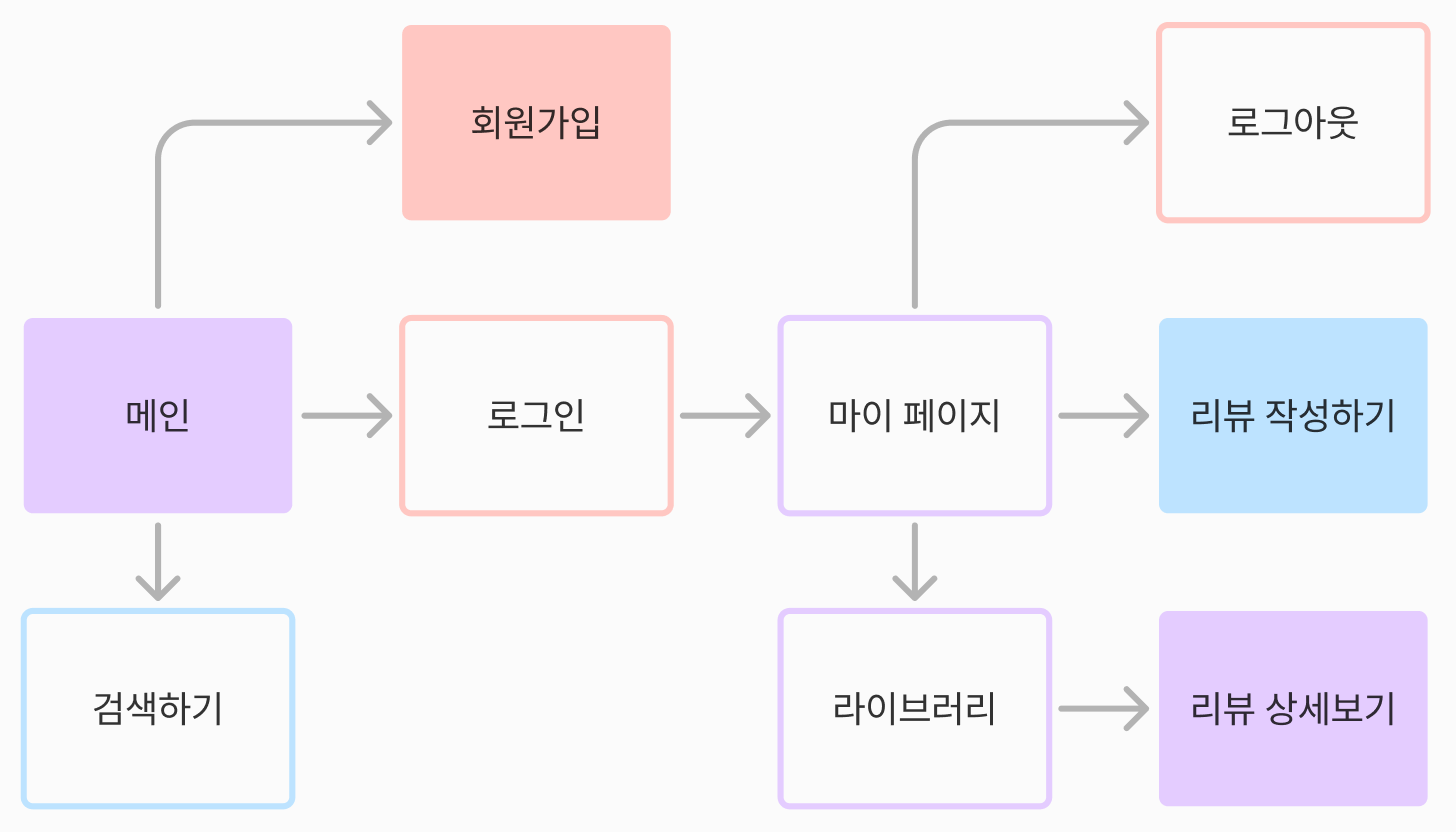 회원가입
로그아웃
메인
로그인
마이 페이지
리뷰 작성하기
검색하기
라이브러리
리뷰 상세보기